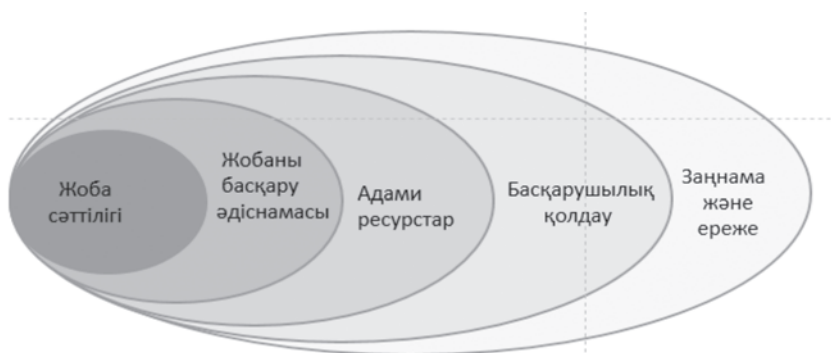 Жоба
сәттілігі
Жобаны
басқару
әдіснамасы
Адами
ресурстар
Басқарушылық
қолдау
Заңнама
және
ереже